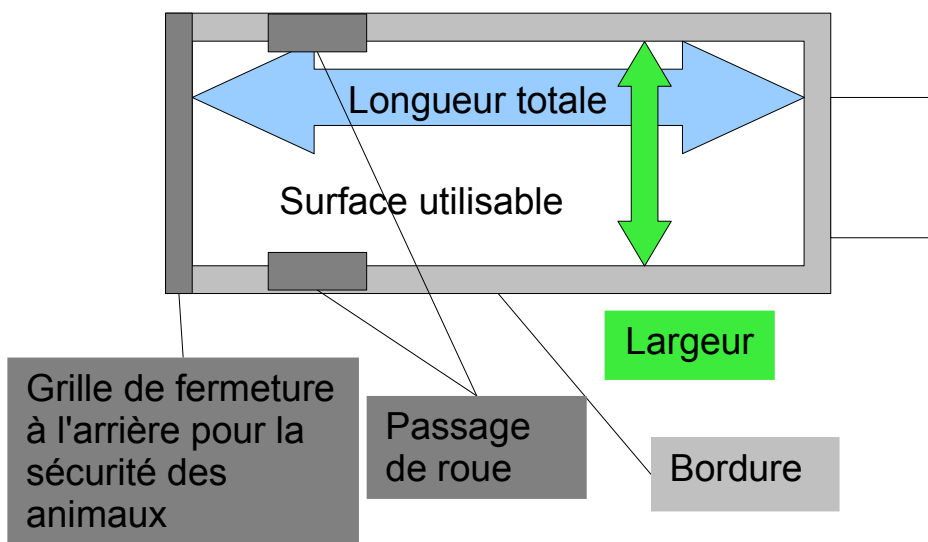 Longueur totale
Surface utilisable
Largeur
Grille de fermeture
à l'arrière pour la
sécurité des
animaux
Passage
de roue
Bordure